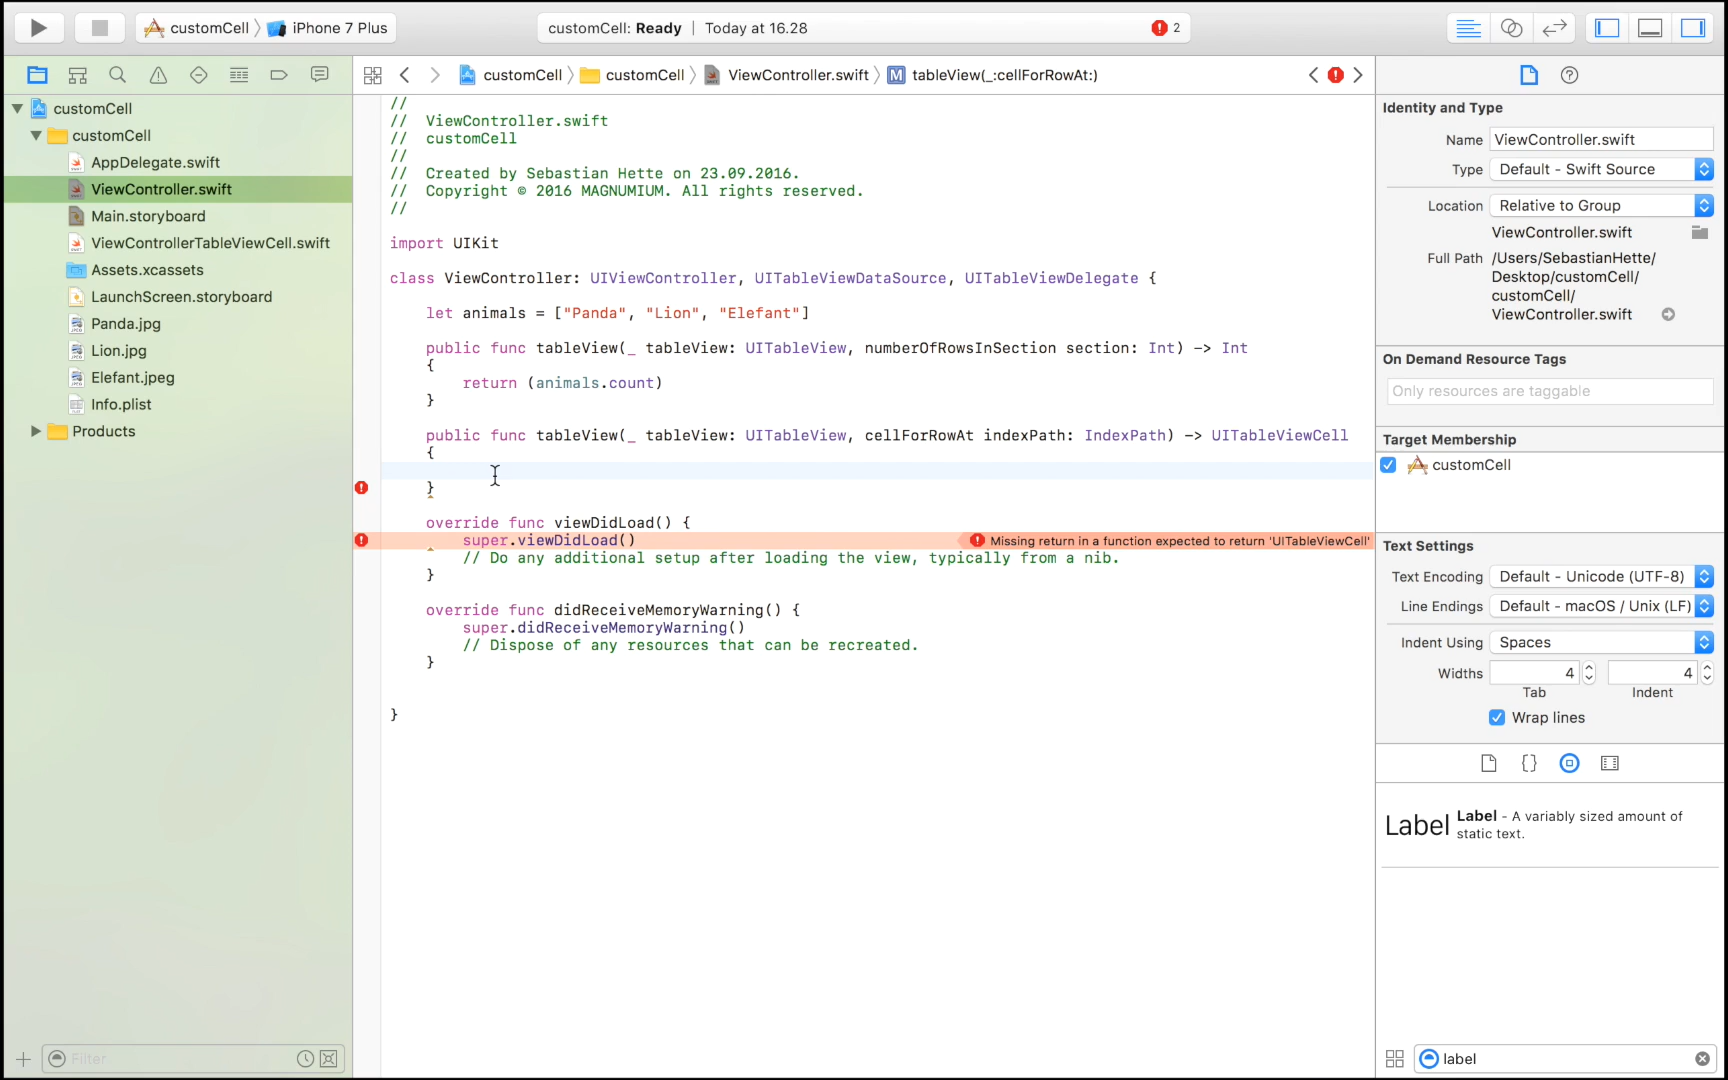 customCell iPhone 7 Plus customCell: Ready | Today at 16.28 2
customCell customCell ViewController.swift M tableView(_:cellForRowAt:)
customCell
customCell
AppDelegate.swift
ViewController.swift
Main.storyboard
ViewControllerTableViewCell.swift
Assets.xcassets
LaunchScreen.storyboard
Panda.jpg
Lion.jpg
Elefant.jpeg
Info.plist
Products
Filter
//
//  ViewController.swift
//  customCell
//
//  Created by Sebastian Hette on 23.09.2016.
//  Copyright © 2016 MAGNUMIUM. All rights reserved.
//
import UIKit
class ViewController: UIViewController, UITableViewDataSource, UITableViewDelegate {
let animals = ["Panda", "Lion", "Elefant"]
public func tableView(_ tableView: UITableView, numberOfRowsInSection section: Int) -> Int
{
return (animals.count)
}
public func tableView(_ tableView: UITableView, cellForRowAt indexPath: IndexPath) -> UITableViewCell
{
}
override func viewDidLoad() {
super.viewDidLoad() Missing return in a function expected to return 'UITableViewCell'
// Do any additional setup after loading the view, typically from a nib.
}
override func didReceiveMemoryWarning() {
super.didReceiveMemoryWarning()
// Dispose of any resources that can be recreated.
}
}
Identity and Type
Name ViewController.swift
Type Default - Swift Source
Location Relative to Group
ViewController.swift
Full Path /Users/SebastianHette/
Desktop/customCell/
customCell/
ViewController.swift
On Demand Resource Tags
Only resources are taggable
Target Membership
customCell
Text Settings
Text Encoding Default - Unicode (UTF-8)
Line Endings Default - macOS / Unix (LF)
Indent Using Spaces
Widths 4 4
Tab Indent
Wrap lines
Label Label - A variably sized amount of
static text.
label